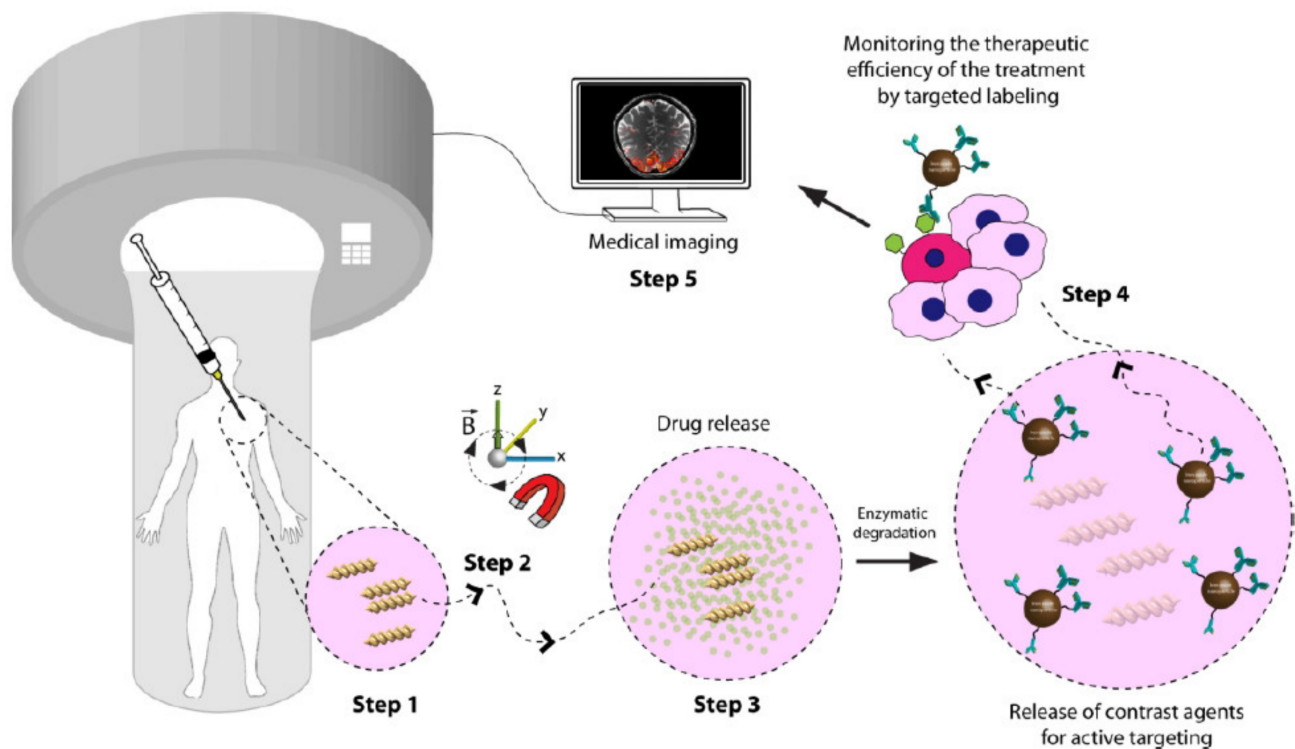 Monitoring the therapeutic
efficiency of the treatment
by targeted labeling
Medical imaging
Step 5
Step 4
z
B
y
x
Drug release
Step 2
Enzymatic
degradation
Step 1
Step 3
Release of contrast agents
for active targeting